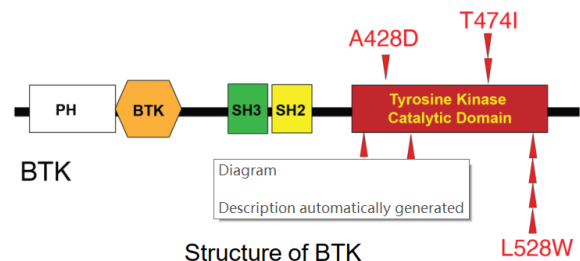 T474I
A428D
PH
BTK
SH3
SH2
Tyrosine Kinase
Catalytic Domain
BTK
Diagram
Description automatically generated
L528W
Structure of BTK